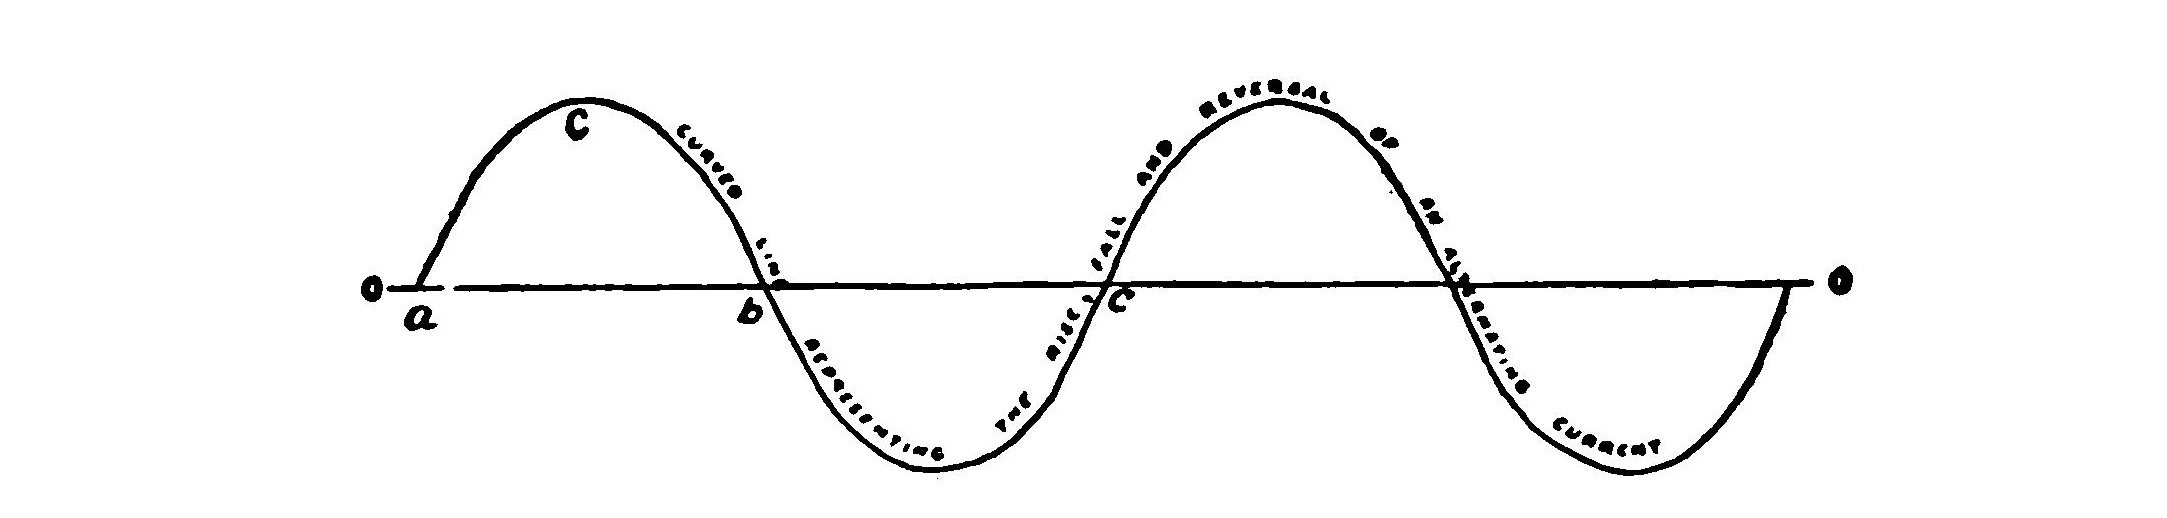 C
CURVED LINE REPRESENTING THE RISE, FALL AND REVERSAL OF AN ALTERNATING CURRENT
O
O
a
b
C